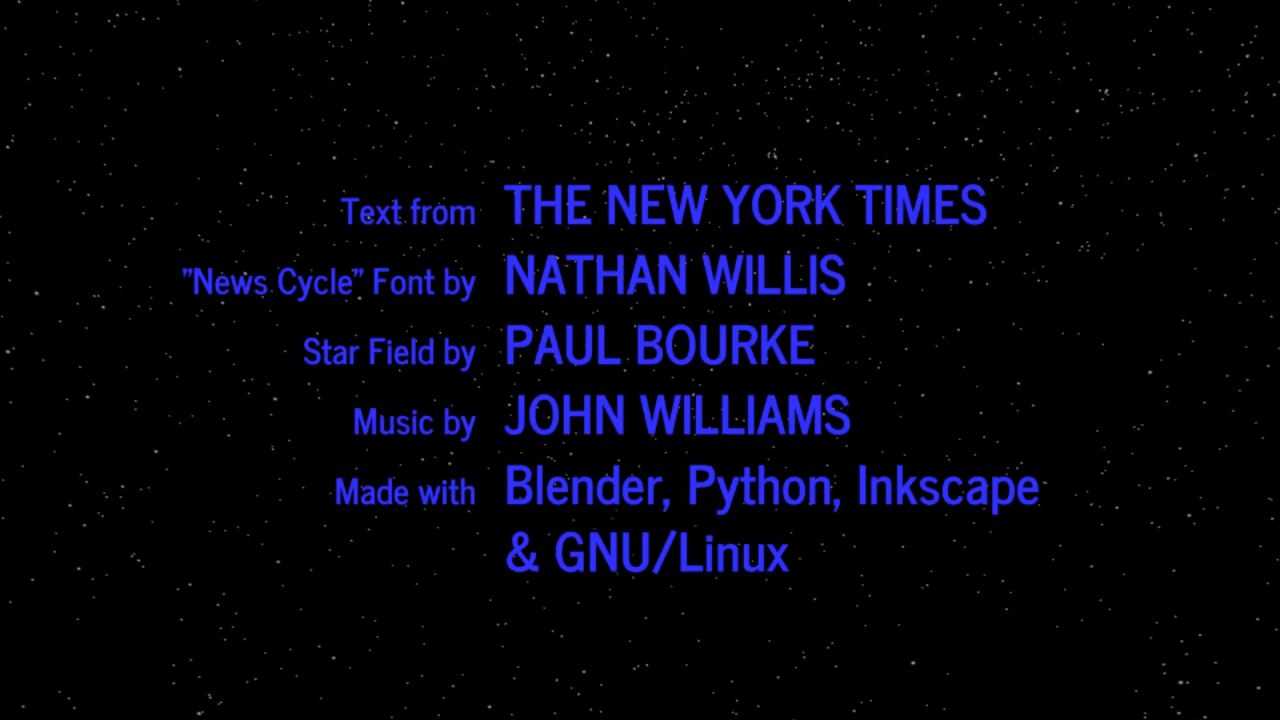 Text from THE NEW YORK TIMES
"News Cycle" Font by NATHAN WILLIS
Star Field by PAUL BOURKE
Music by JOHN WILLIAMS
Made with Blender, Python, Inkscape
& GNU/Linux